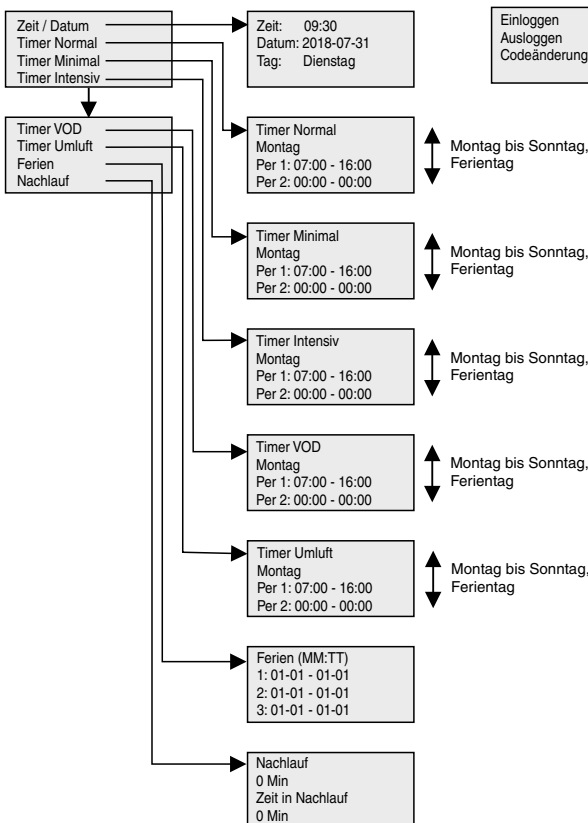 Zeit / Datum
Timer Normal
Timer Minimal
Timer Intensiv
Timer VOD
Timer Umluft
Ferien
Nachlauf
Zeit: 09:30
Datum: 2018-07-31
Tag: Dienstag
Einloggen
Ausloggen
Codeänderung
Timer Normal
Montag
Per 1: 07:00 - 16:00
Per 2: 00:00 - 00:00
Montag bis Sonntag,
Ferientag
Timer Minimal
Montag
Per 1: 07:00 - 16:00
Per 2: 00:00 - 00:00
Montag bis Sonntag,
Ferientag
Timer Intensiv
Montag
Per 1: 07:00 - 16:00
Per 2: 00:00 - 00:00
Montag bis Sonntag,
Ferientag
Timer VOD
Montag
Per 1: 07:00 - 16:00
Per 2: 00:00 - 00:00
Montag bis Sonntag,
Ferientag
Timer Umluft
Montag
Per 1: 07:00 - 16:00
Per 2: 00:00 - 00:00
Montag bis Sonntag,
Ferientag
Ferien (MM:TT)
1: 01-01 - 01-01
2: 01-01 - 01-01
3: 01-01 - 01-01
Nachlauf
0 Min
Zeit in Nachlauf
0 Min